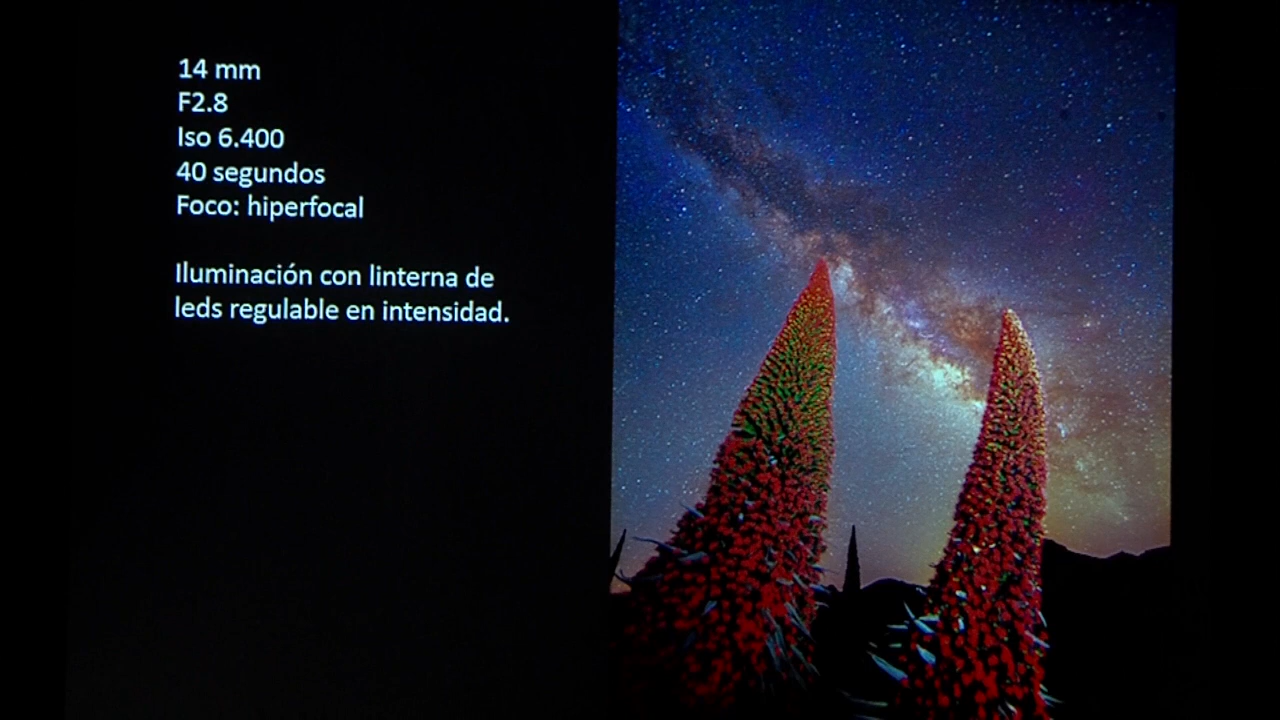 14 mm
F2.8
Iso 6.400
40 segundos
Foco: hiperfocal
Iluminación con linterna de
leds regulable en intensidad.